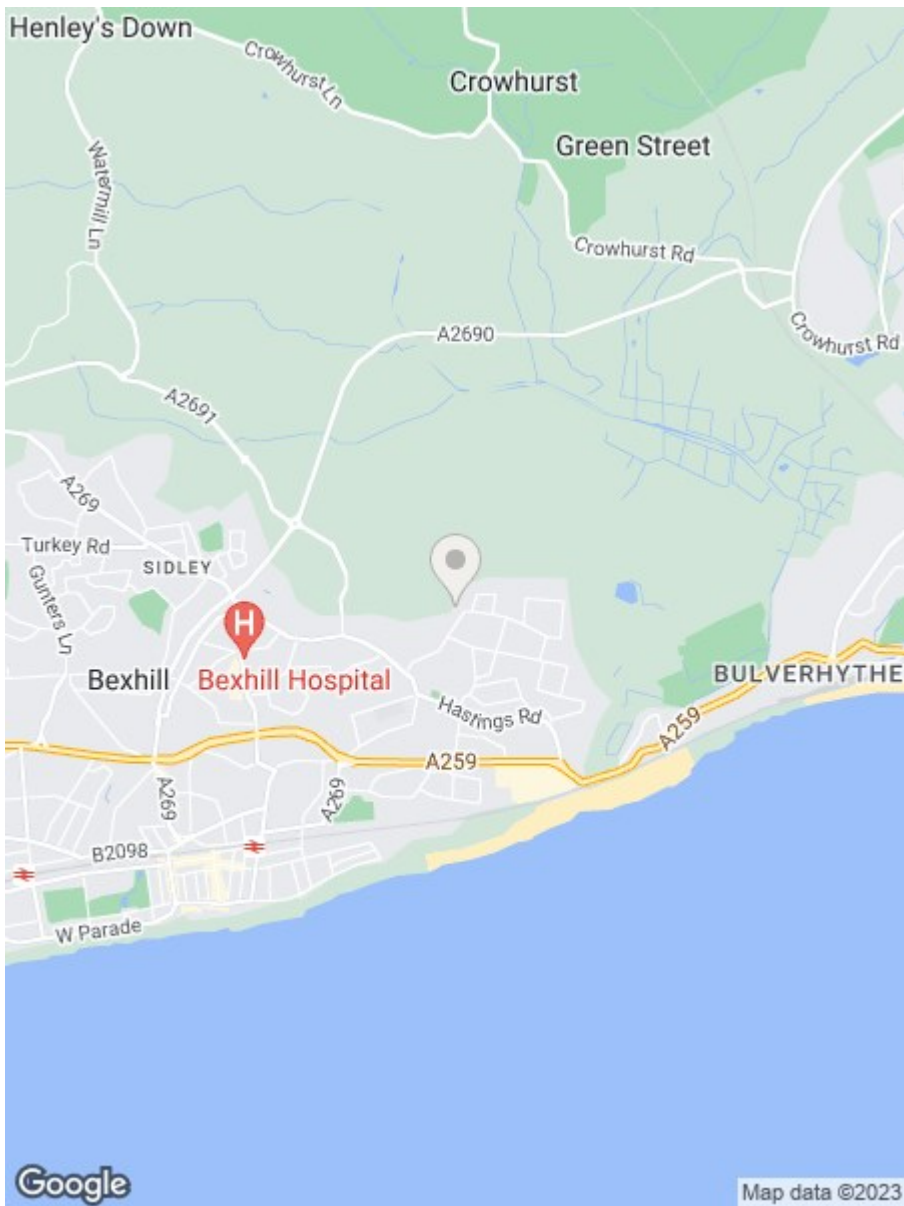 Henley's Down
Crowhurst Ln
Crowhurst
Green Street
Watermill Ln
Crowhurst Rd
A2690
Crowhurst Rd
A2691
A269
Turkey Rd
SIDLEY
Gunters Ln
H
Bexhill
Bexhill Hospital
BULVERHYTHE
Hastings Rd
A259
A259
A269
A269
B2098
W Parade
Google
Map data ©2023